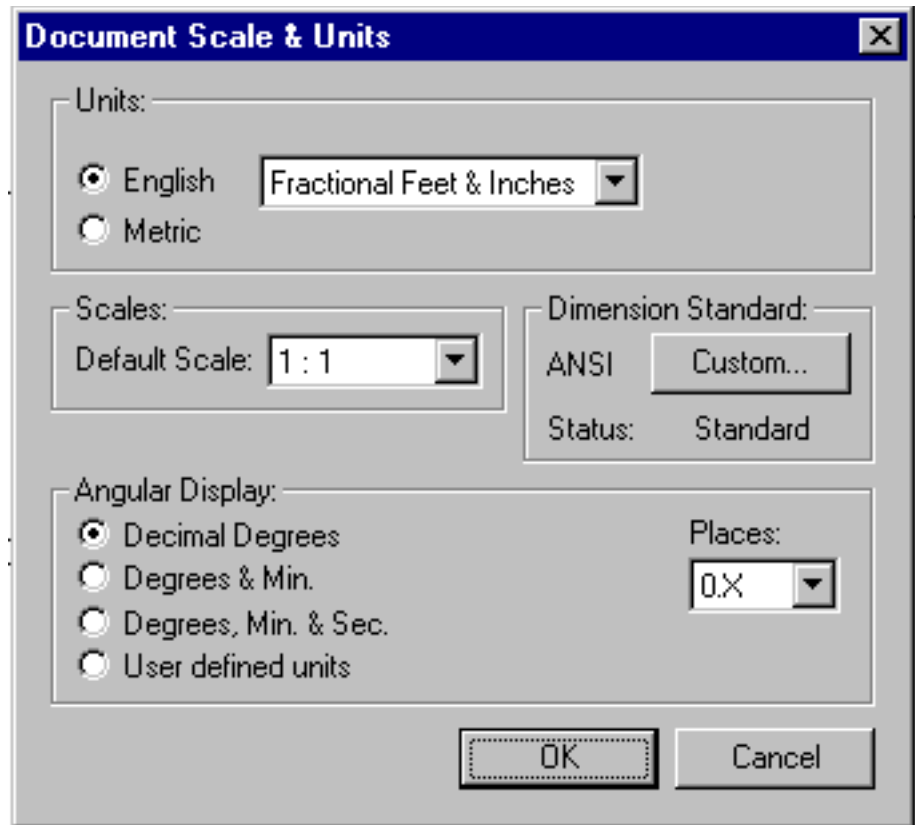 Document Scale & Units
Units:
English Fractional Feet & Inches
Metric
Scales:
Default Scale: 1 : 1
Dimension Standard:
ANSI Custom...
Status: Standard
Angular Display:
Decimal Degrees
Degrees & Min.
Degrees, Min. & Sec.
User defined units
Places:
0.X
OK Cancel